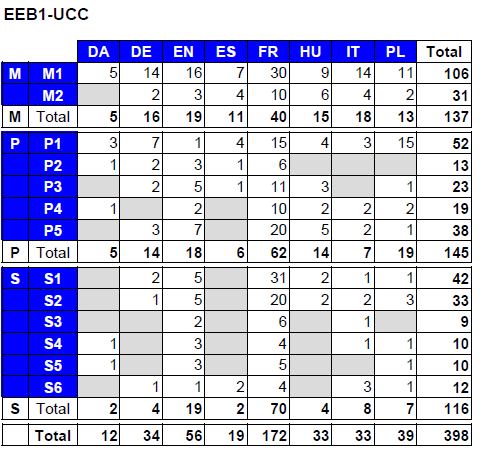 EEB1-UCC
DA DE EN ES FR HU IT PL Total
M M1 5 14 16 7 30 9 14 11 106
M2 2 3 4 10 6 4 2 31
M Total 5 16 19 11 40 15 18 13 137
P P1 3 7 1 4 15 4 3 15 52
P2 1 2 3 1 6 13
P3 2 5 1 11 3 1 23
P4 1 2 10 2 2 2 19
P5 3 7 20 5 2 1 38
P Total 5 14 18 6 62 14 7 19 145
S S1 2 5 31 2 1 1 42
S2 1 5 20 2 2 3 33
S3 2 6 1 9
S4 1 3 4 1 1 10
S5 1 3 5 1 10
S6 1 1 2 4 3 1 12
S Total 2 4 19 2 70 4 8 7 116
Total 12 34 56 19 172 33 33 39 398